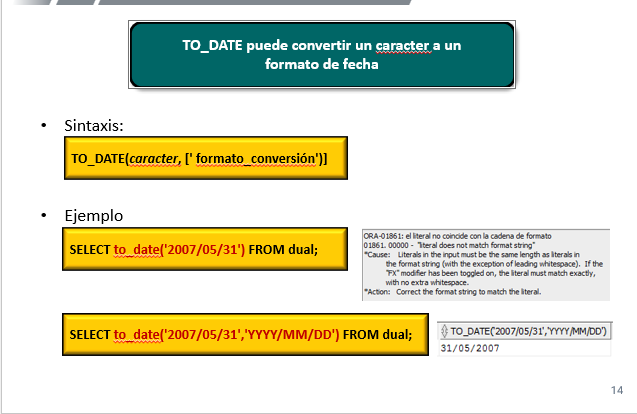 TO_DATE puede convertir un caracter a un
formato de fecha
• Sintaxis:
TO_DATE(caracter, [' formato_conversión')]
• Ejemplo
SELECT to_date('2007/05/31') FROM dual;
ORA-01861: el literal no coincide con la cadena de formato
01861. 00000 - "literal does not match format string"
*Cause: Literals in the input must be the same length as literals in
the format string (with the exception of leading whitespace). If the
"FX" modifier has been toggled on, the literal must match exactly,
with no extra whitespace.
*Action: Correct the format string to match the literal.
SELECT to_date('2007/05/31','YYYY/MM/DD') FROM dual;
TO_DATE('2007/05/31','YYYY/MM/DD')
31/05/2007
14